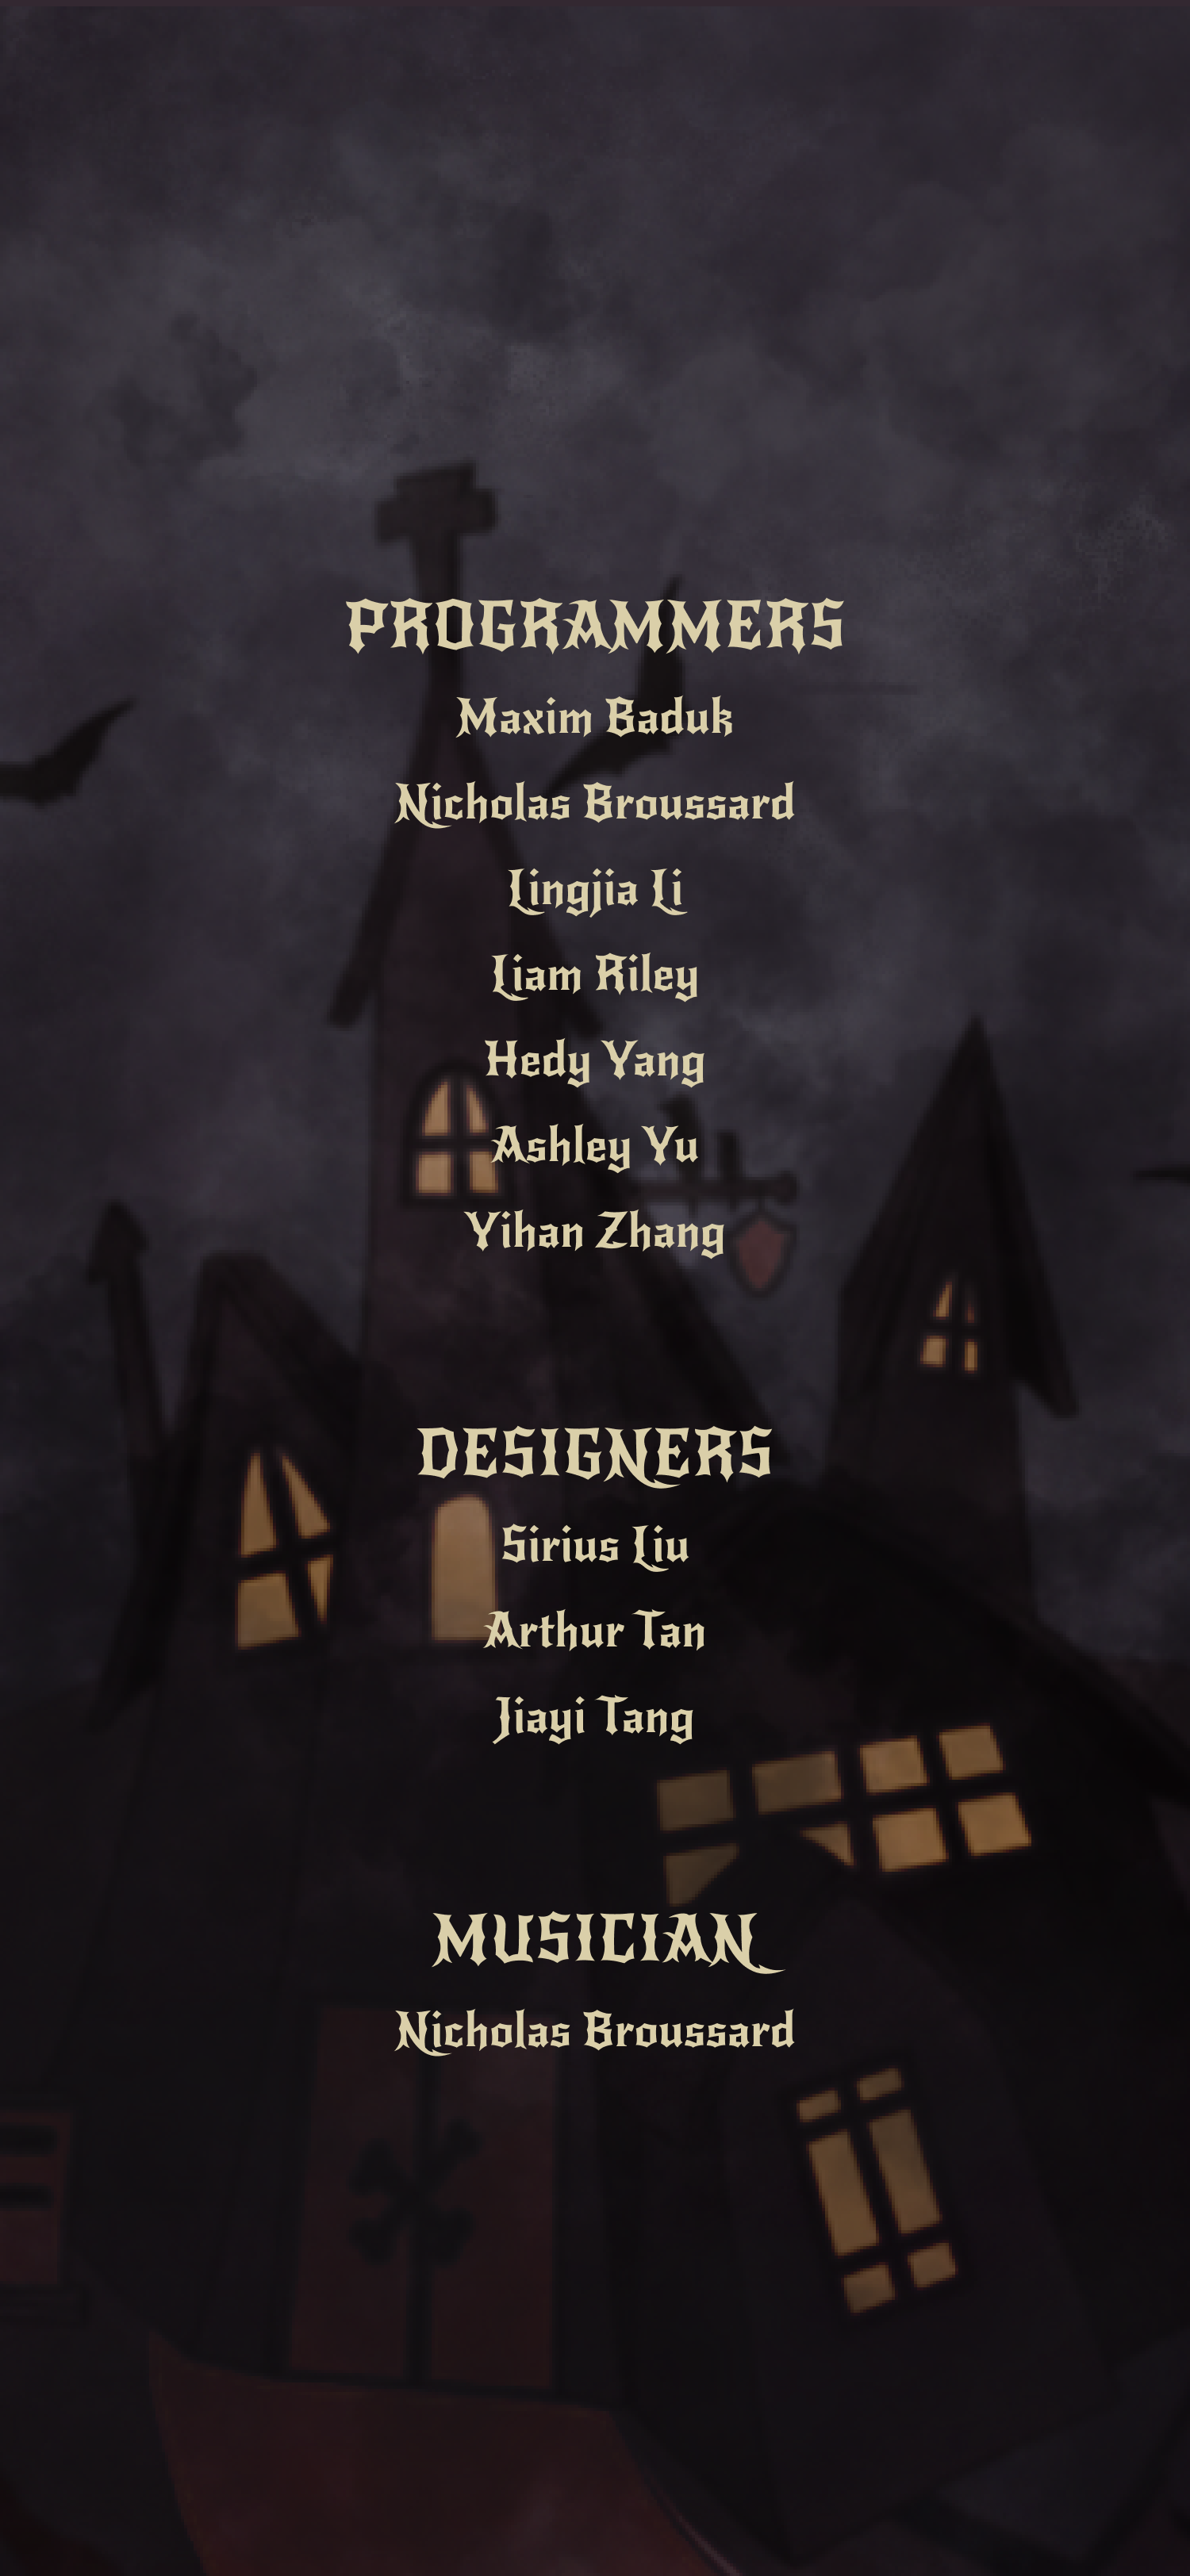 PROGRAMMERS
Maxim Baduk
Nicholas Broussard
Lingjia Li
Liam Riley
Hedy Yang
Ashley Yu
Yihan Zhang
DESIGNERS
Sirius Liu
Arthur Tan
Jiayi Tang
MUSICIAN
Nicholas Broussard